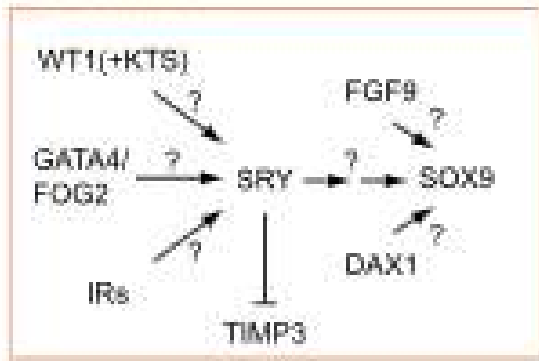 WT1(+KTS)
?
FGF9
?
GATA4/
FOG2
?
SRY
?
SOX9
?
IRs
?
DAX1
TIMP3